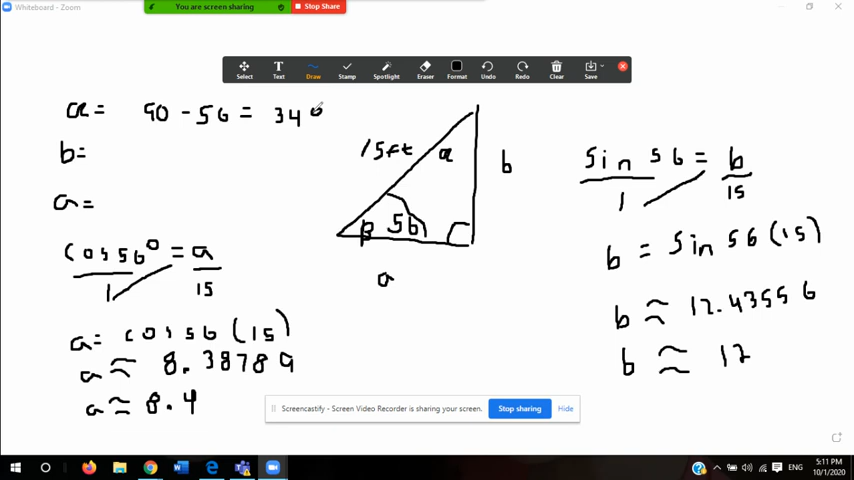 Whiteboard - Zoom
You are screen sharing
Stop Share
Select Text Draw Stamp Spotlight Eraser Format Undo Redo Clear Save
α = 90 - 56 = 34°
b =
a =
cos 56° = a
1 15
a = cos 56 (15)
a ≈ 8.38789
a ≈ 8.4
15ft
α
b
β 56
a
sin 56 = b
1 15
b = sin 56 (15)
b ≈ 12.43556
b ≈ 12
Screencastify - Screen Video Recorder is sharing your screen. Stop sharing Hide
ENG
5:11 PM
10/1/2020